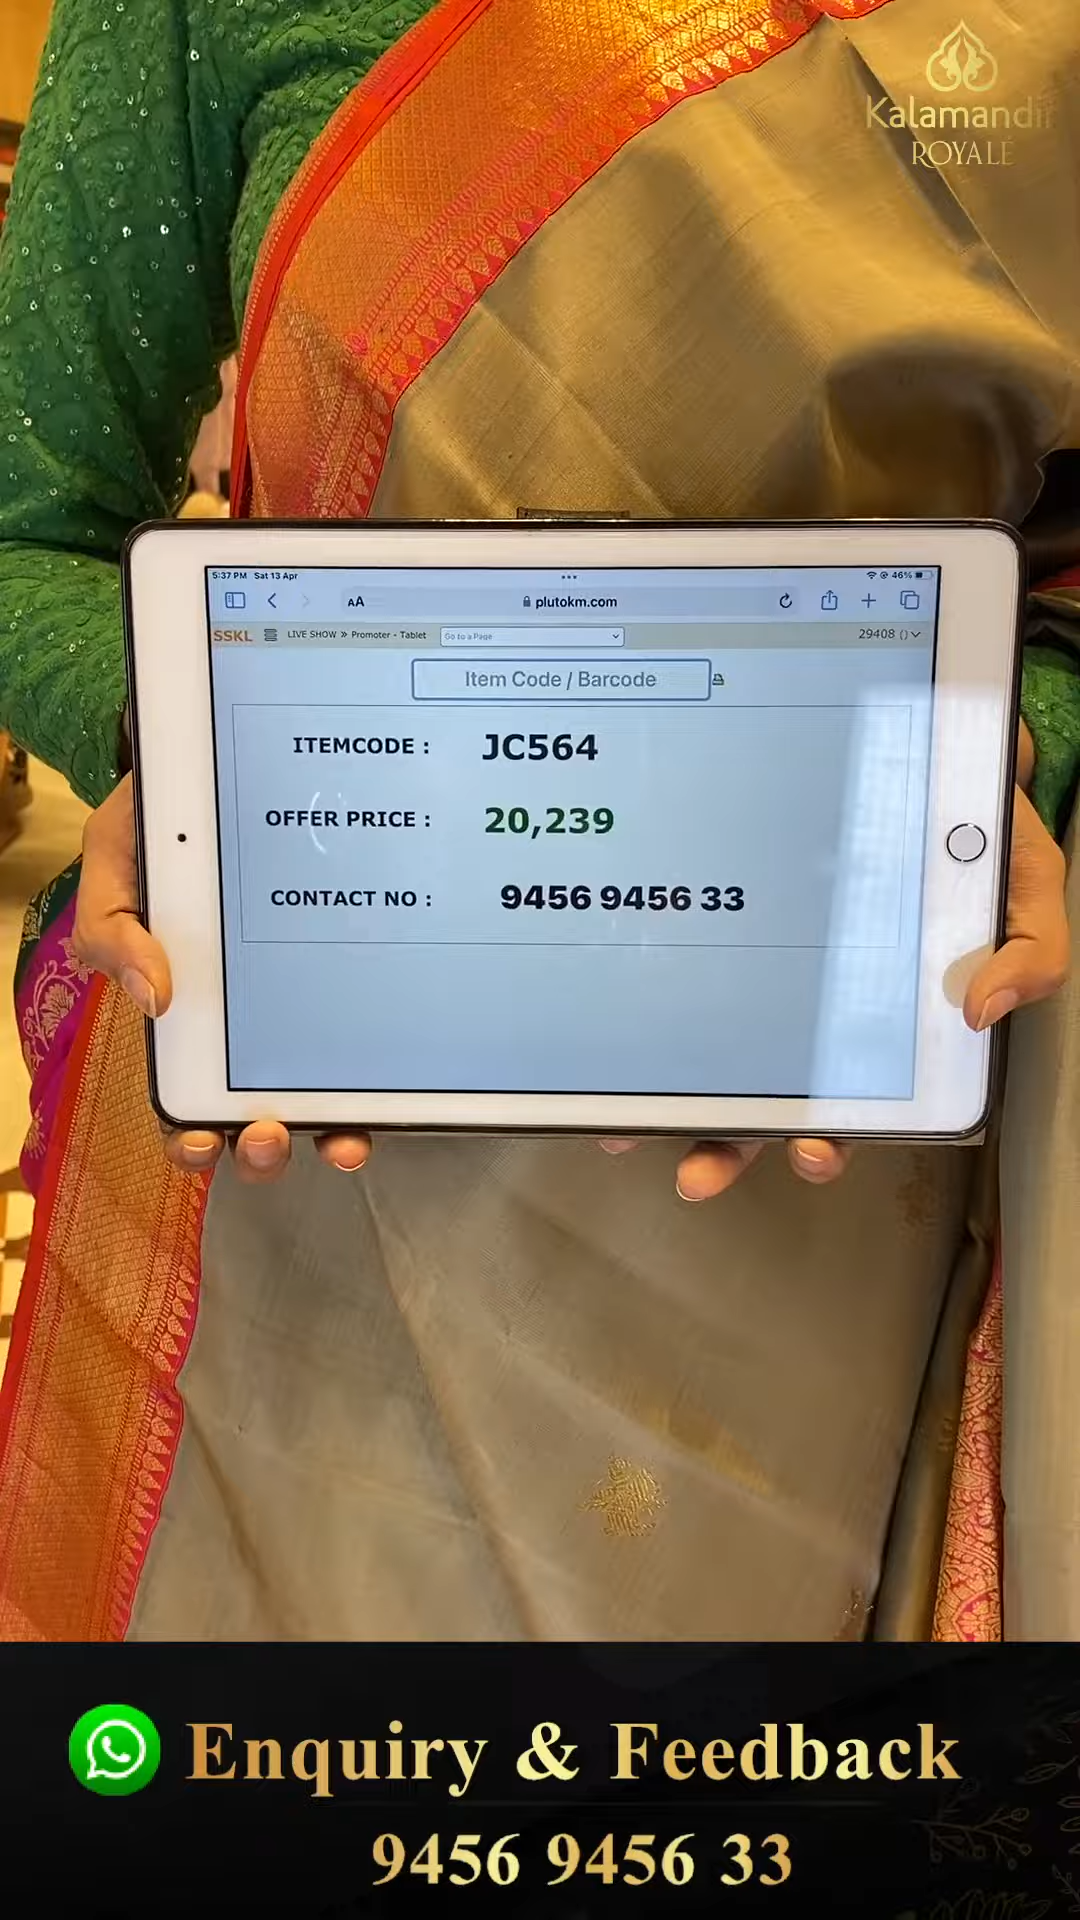 Kalamandir
ROYALE
5:37 PM Sat 13 Apr
46%
AA
plutokm.com
SSKL
LIVE SHOW » Promoter - Tablet
Go to a Page
29408 ()
Item Code / Barcode
ITEMCODE : JC564
OFFER PRICE : 20,239
CONTACT NO : 9456 9456 33
Enquiry & Feedback
9456 9456 33